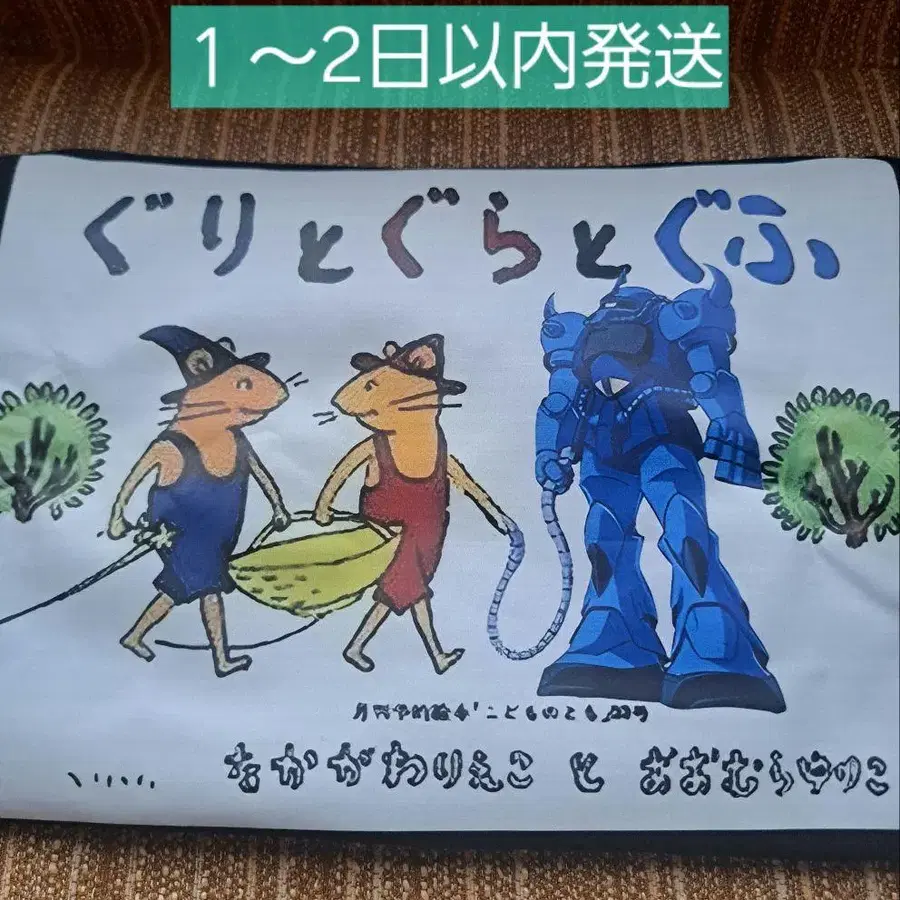 １〜2日以内発送
ぐりとぐらとぐふ
なかがわりえこ と おおむらゆりこ